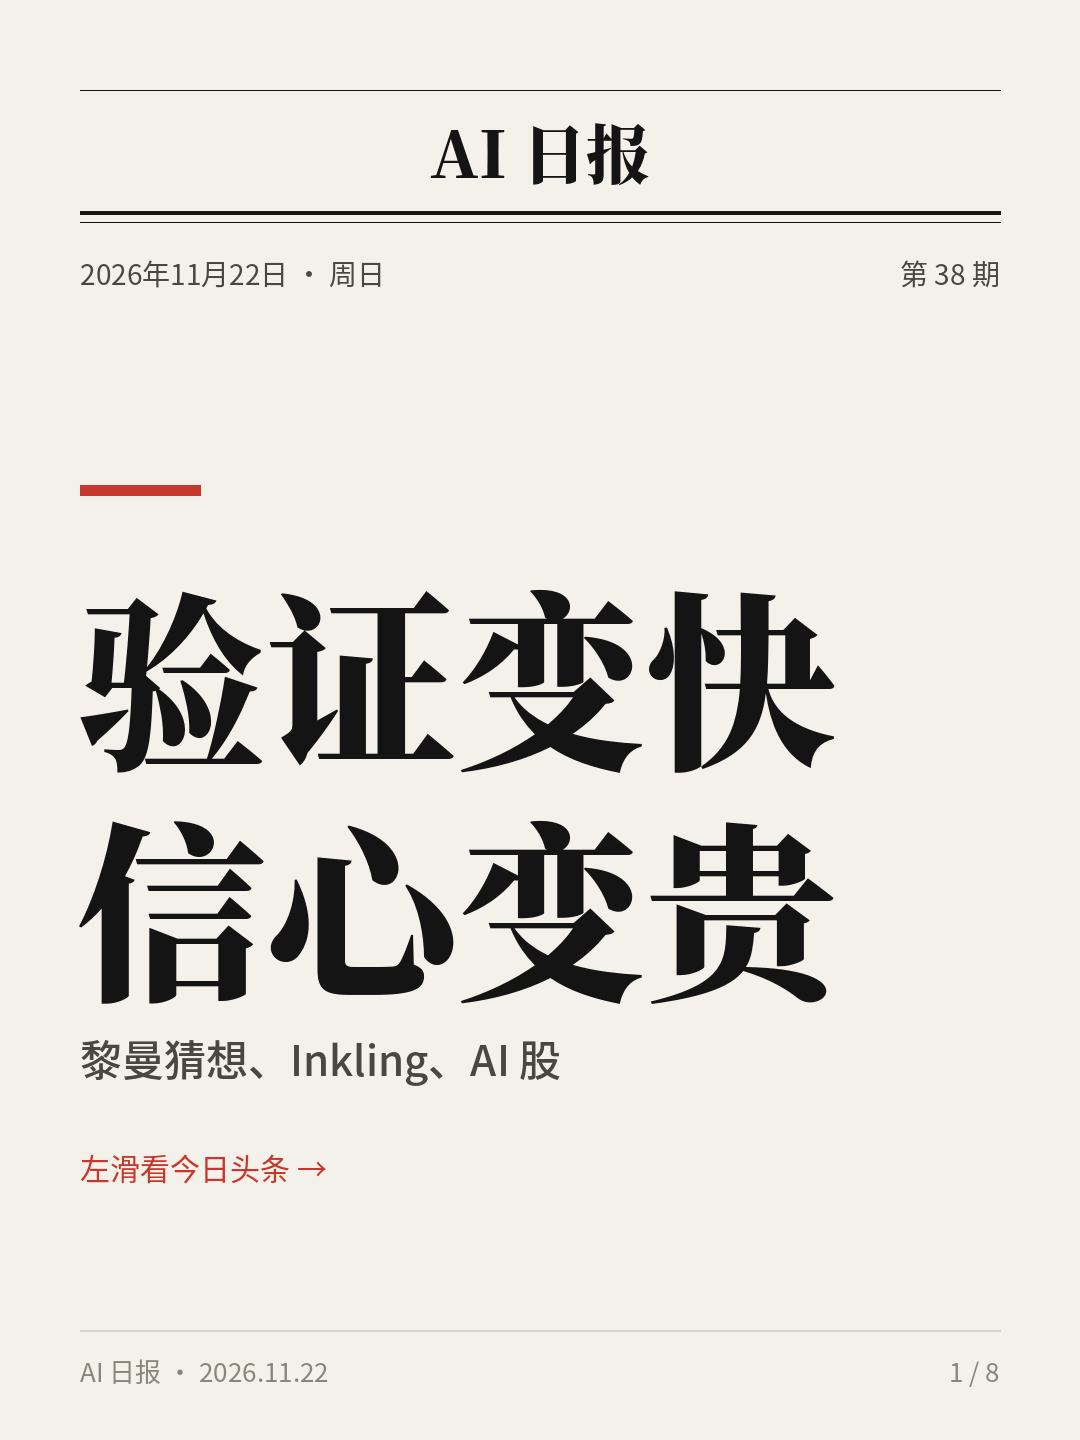 AI 日报
2026年11月22日 · 周日
第 38 期
验证变快
信心变贵
黎曼猜想、Inkling、AI 股
左滑看今日头条 →
AI 日报 · 2026.11.22
1 / 8